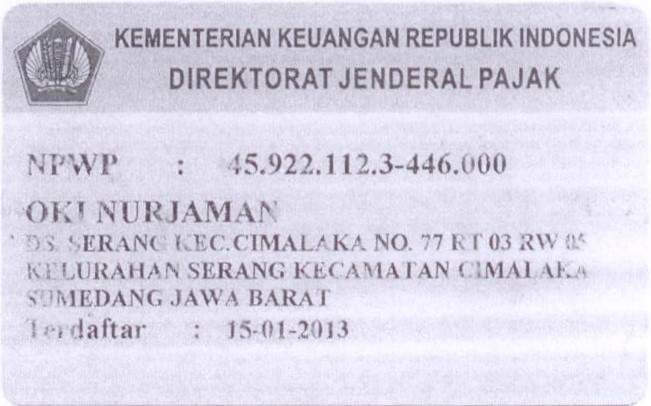 KEMENTERIAN KEUANGAN REPUBLIK INDONESIA
DIREKTORAT JENDERAL PAJAK
NPWP : 45.922.112.3-446.000
OKI NURJAMAN
DS. SERANG KEC.CIMALAKA NO. 77 RT 03 RW 05
KELURAHAN SERANG KECAMATAN CIMALAKA
SUMEDANG JAWA BARAT
Terdaftar : 15-01-2013